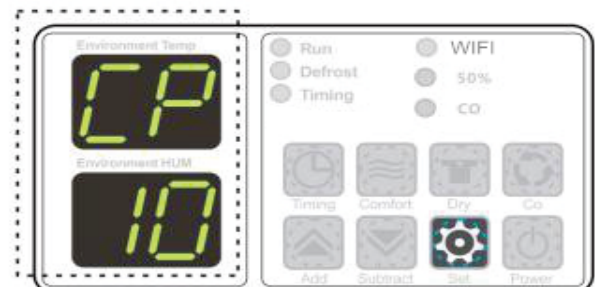 Environment Temp
CP
Environment HUM
10
Run
Defrost
Timing
WIFI
50%
CO
Timing Comfort Dry Co
Add Subtract Set Power